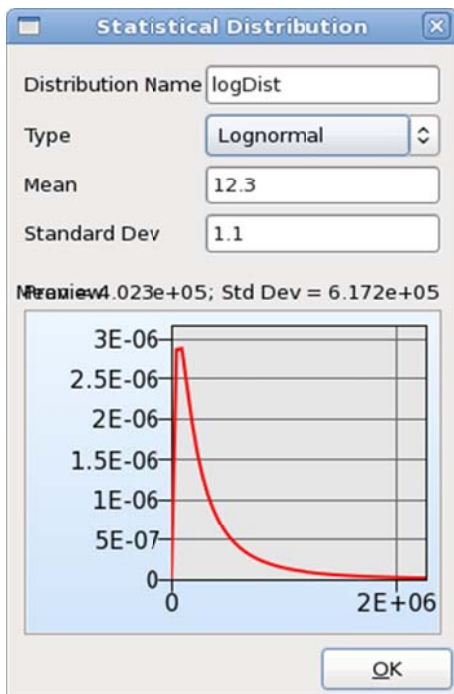 Statistical Distribution
Distribution Name logDist
Type Lognormal
Mean 12.3
Standard Dev 1.1
Preview
Mean = 4.023e+05; Std Dev = 6.172e+05
3E-06
2.5E-06
2E-06
1.5E-06
1E-06
5E-07
0
0 2E+06
OK